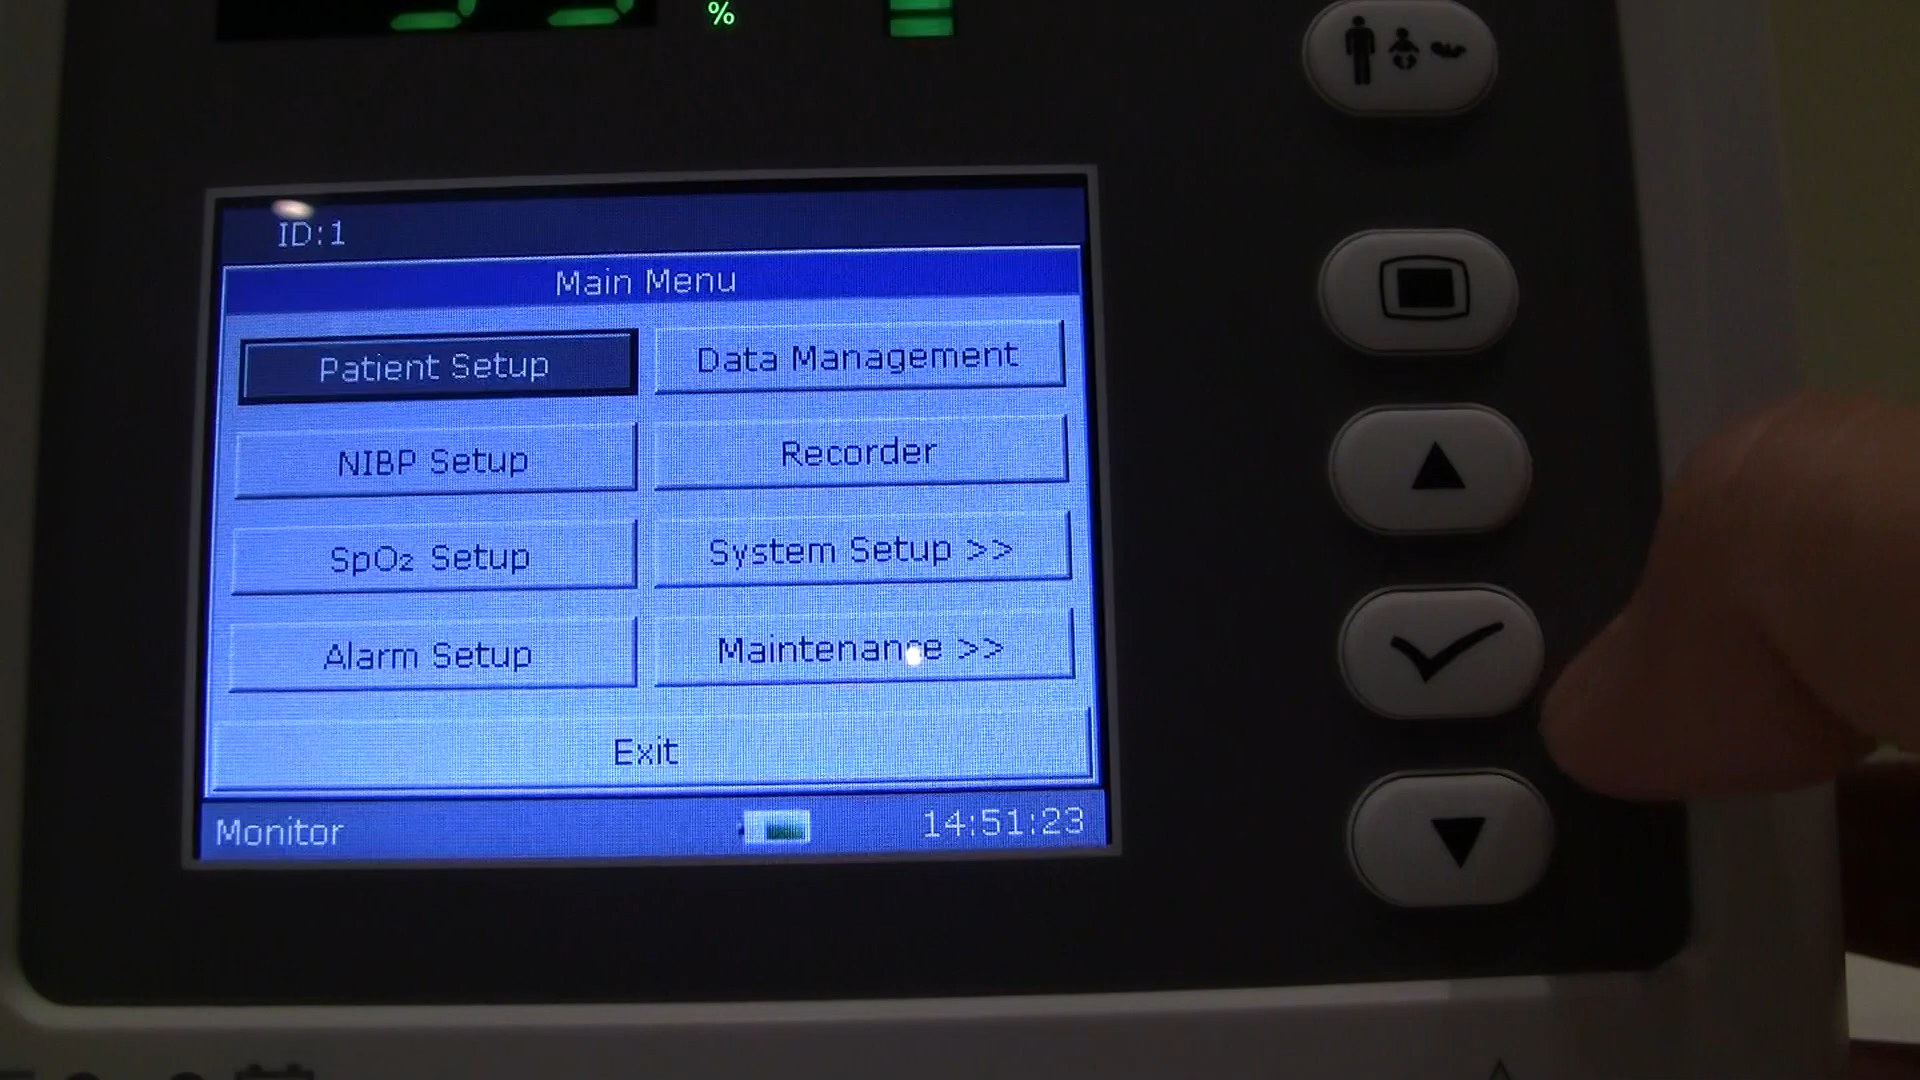 %
ID:1
Main Menu
Patient Setup
Data Management
NIBP Setup
Recorder
SpO₂ Setup
System Setup >>
Alarm Setup
Maintenance >>
Exit
Monitor
14:51:23